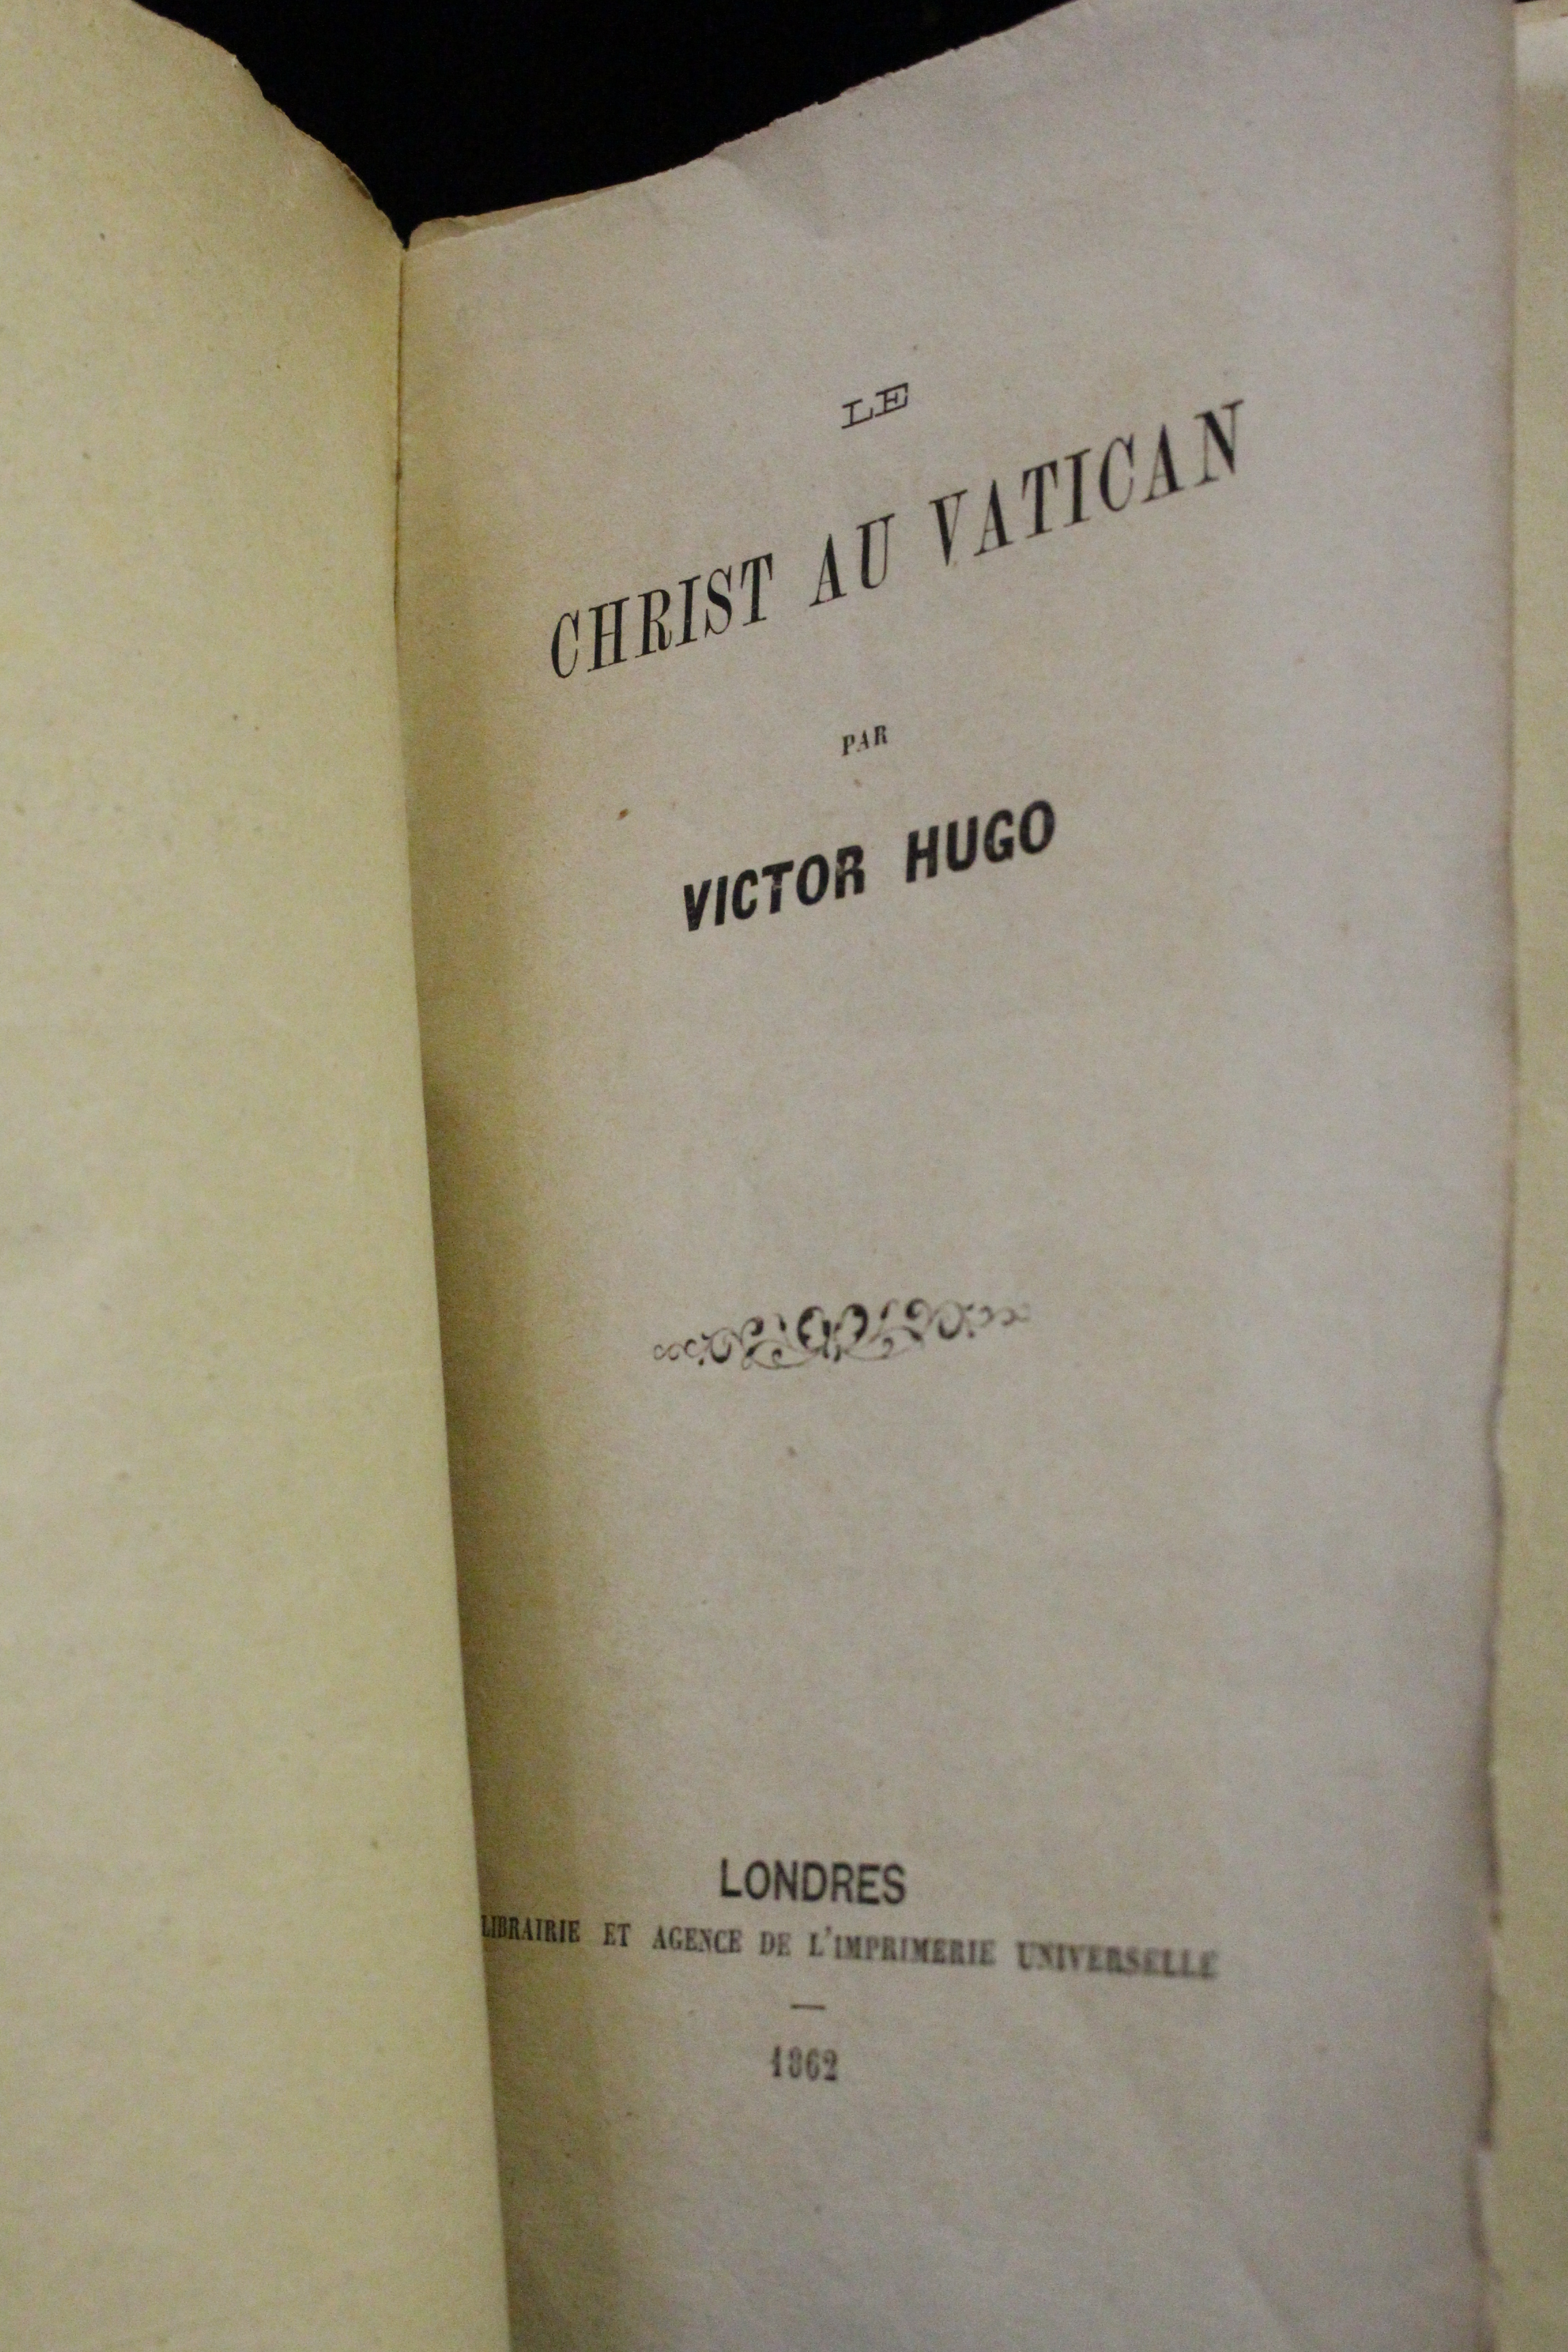 LE
CHRIST AU VATICAN
PAR
VICTOR HUGO
LONDRES
LIBRAIRIE ET AGENCE DE L'IMPRIMERIE UNIVERSELLE
1862